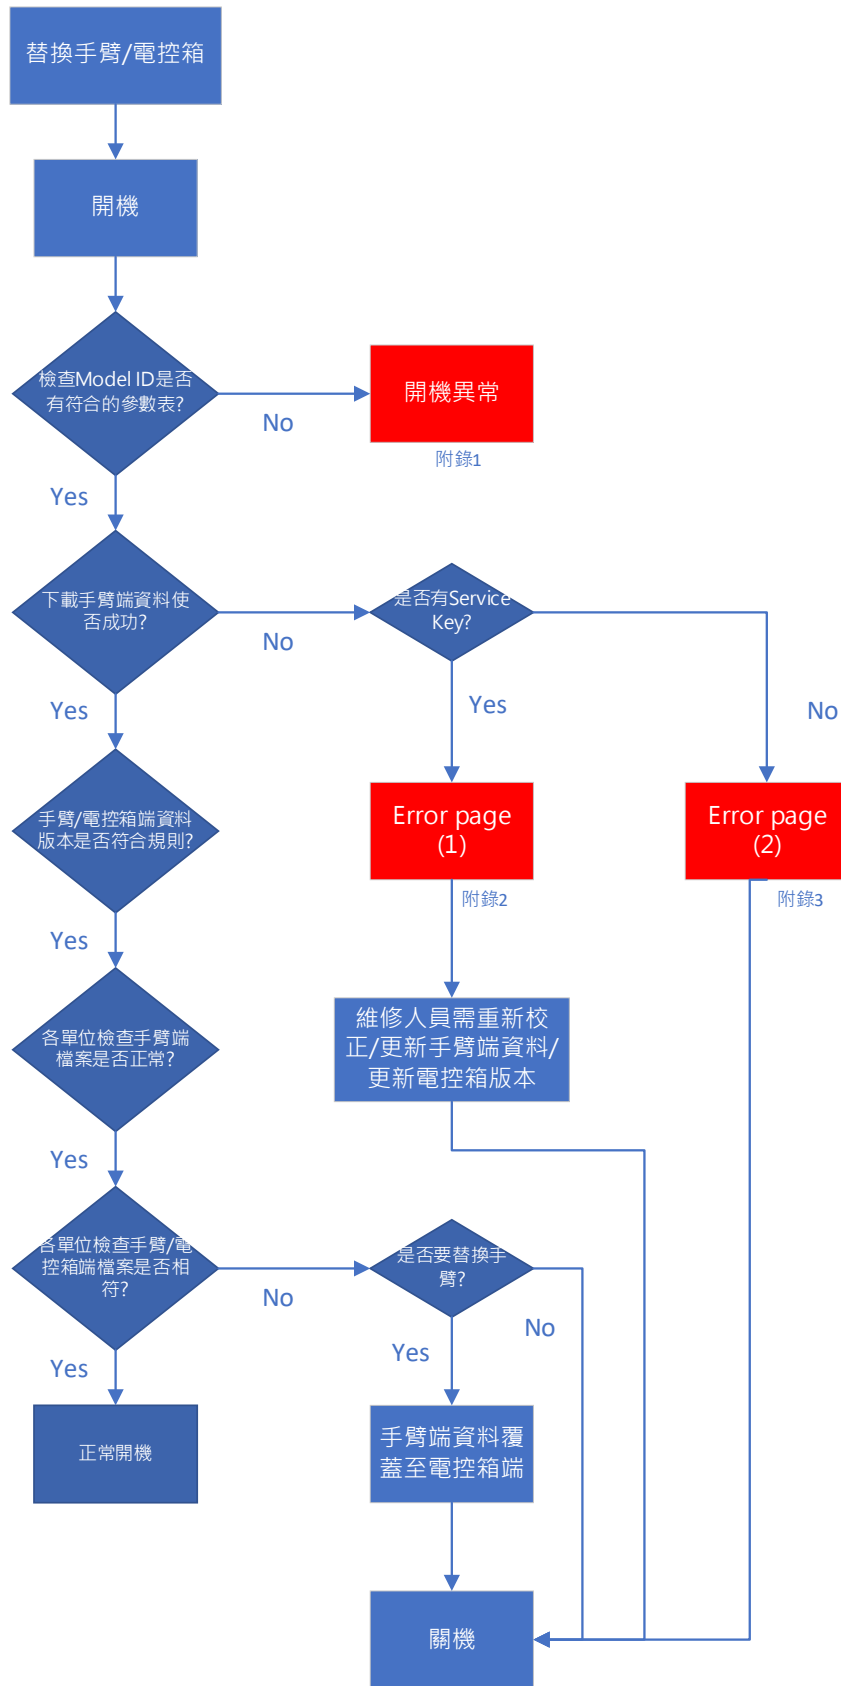 替換手臂/電控箱
開機
檢查Model ID是否
有符合的參數表?
No
開機異常
附錄1
Yes
下載手臂端資料使
否成功?
No
是否有Service
Key?
Yes
Yes
No
手臂/電控箱端資料
版本是否符合規則?
Error page
(1)
Error page
(2)
附錄2
附錄3
Yes
各單位檢查手臂端
檔案是否正常?
維修人員需重新校
正/更新手臂端資料/
更新電控箱版本
Yes
各單位檢查手臂/電
控箱端檔案是否相
符?
No
是否要替換手
臂?
No
Yes
Yes
正常開機
手臂端資料覆
蓋至電控箱端
關機